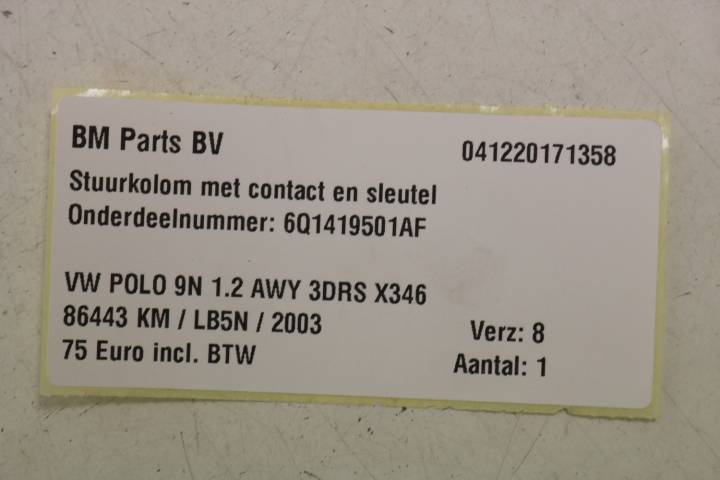 BM Parts BV 041220171358
Stuurkolom met contact en sleutel
Onderdeelnummer: 6Q1419501AF
VW POLO 9N 1.2 AWY 3DRS X346
86443 KM / LB5N / 2003 Verz: 8
75 Euro incl. BTW Aantal: 1